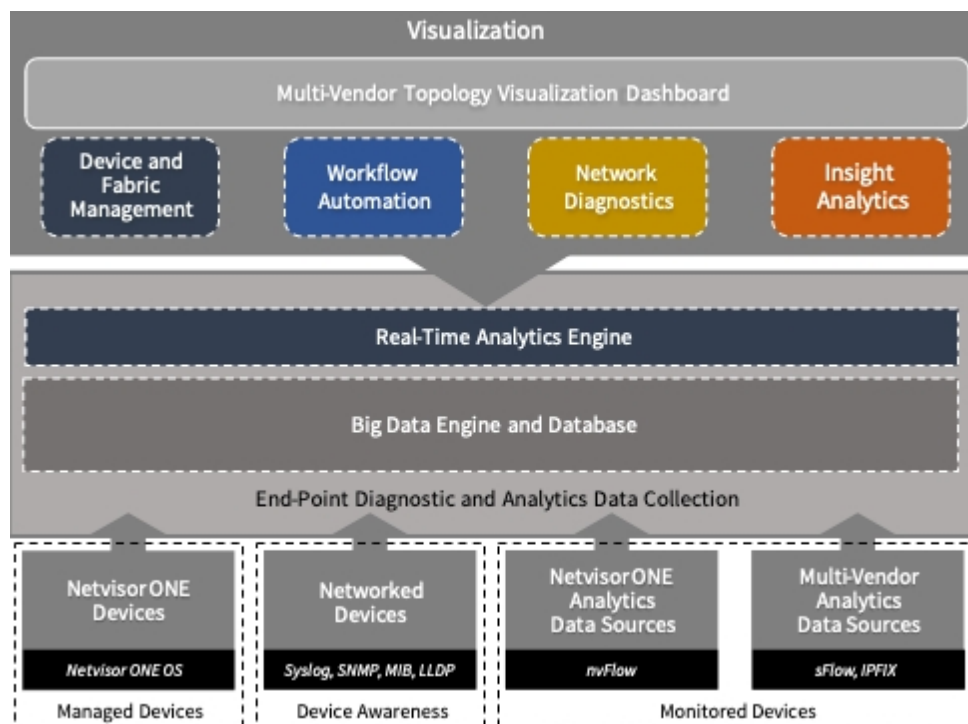 Visualization
Multi-Vendor Topology Visualization Dashboard
Device and
Fabric
Management
Workflow
Automation
Network
Diagnostics
Insight
Analytics
Real-Time Analytics Engine
Big Data Engine and Database
End-Point Diagnostic and Analytics Data Collection
Netvisor ONE
Devices
Netvisor ONE OS
Managed Devices
Networked
Devices
Syslog, SNMP, MIB, LLDP
Device Awareness
NetvisorONE
Analytics
Data Sources
nvFlow
Multi-Vendor
Analytics
Data Sources
sFlow, IPFIX
Monitored Devices